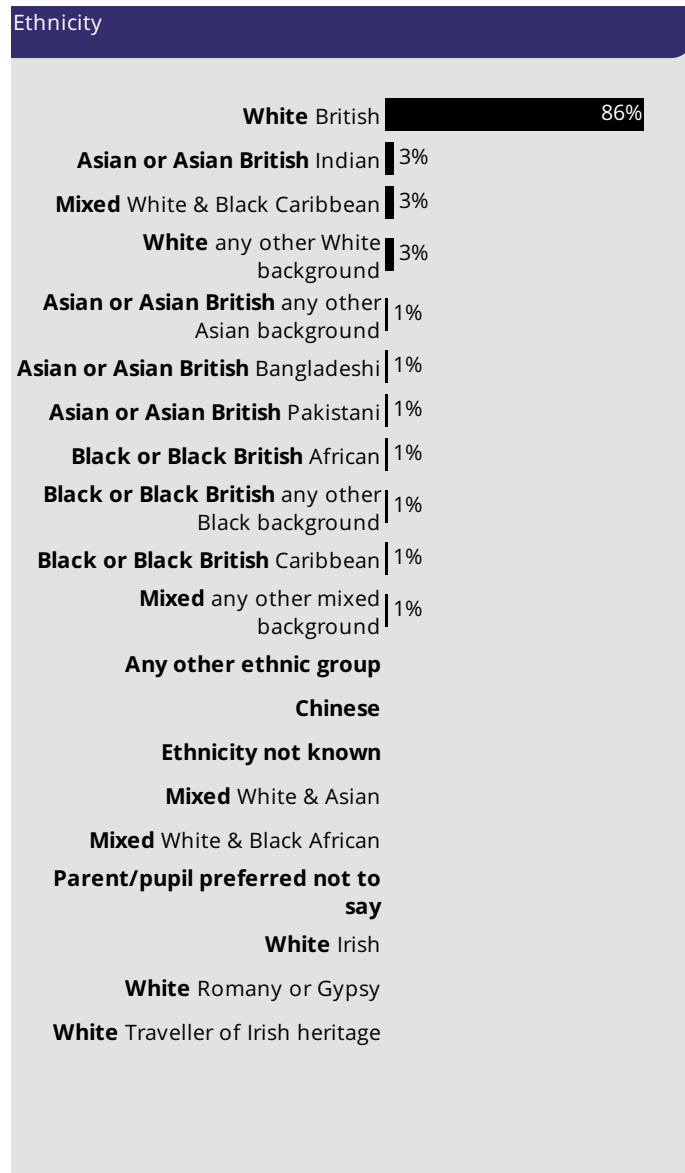 Ethnicity
White British 86%
Asian or Asian British Indian 3%
Mixed White & Black Caribbean 3%
White any other White
background 3%
Asian or Asian British any other
Asian background 1%
Asian or Asian British Bangladeshi 1%
Asian or Asian British Pakistani 1%
Black or Black British African 1%
Black or Black British any other
Black background 1%
Black or Black British Caribbean 1%
Mixed any other mixed
background 1%
Any other ethnic group
Chinese
Ethnicity not known
Mixed White & Asian
Mixed White & Black African
Parent/pupil preferred not to
say
White Irish
White Romany or Gypsy
White Traveller of Irish heritage